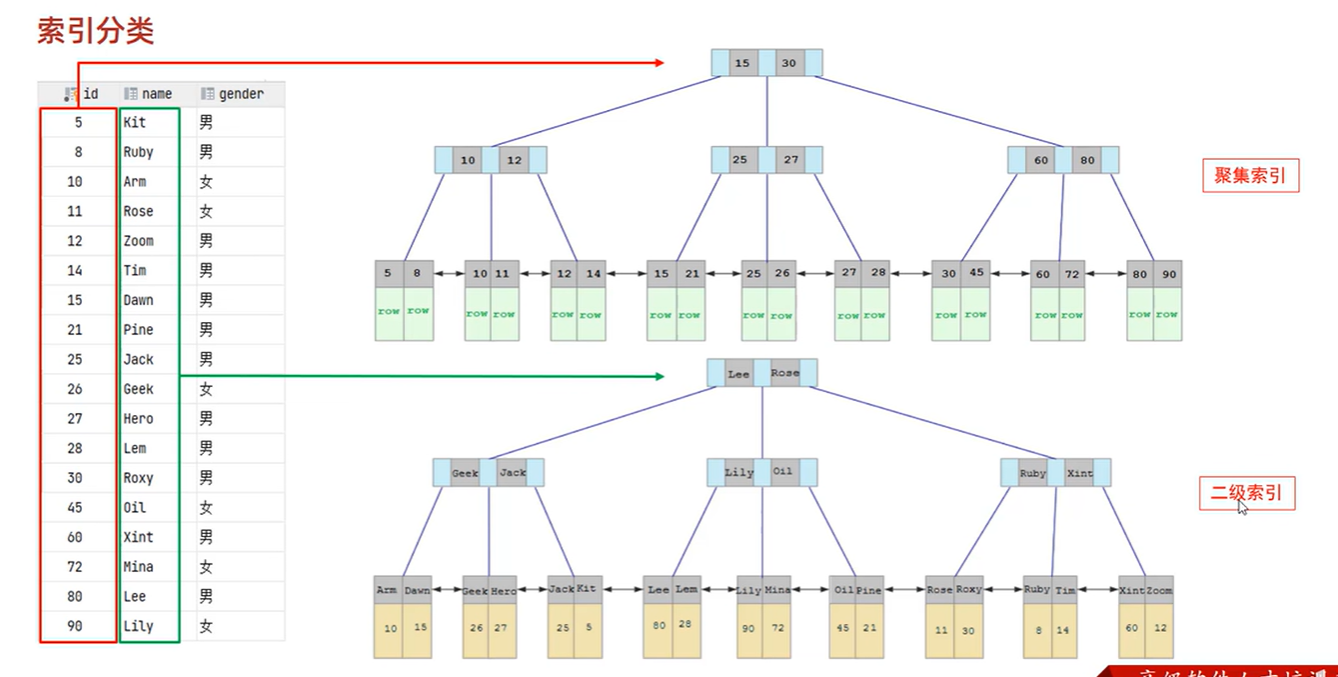 索引分类
id name gender
5 Kit 男
8 Ruby 男
10 Arm 女
11 Rose 女
12 Zoom 男
14 Tim 男
15 Dawn 男
21 Pine 男
25 Jack 男
26 Geek 女
27 Hero 男
28 Lem 男
30 Roxy 男
45 Oil 女
60 Xint 男
72 Mina 女
80 Lee 男
90 Lily 女
15 30
10 12 25 27 60 80
聚集索引
5 8 10 11 12 14 15 21 25 26 27 28 30 45 60 72 80 90
row row row row row row row row row row row row row row row row row row
Lee Rose
Geek Jack Lily Oil Ruby Xint
二级索引
Arm Dawn Geek Hero Jack Kit Lee Lem Lily Mina Oil Pine Rose Roxy Ruby Tim Xint Zoom
10 15 26 27 25 5 80 28 90 72 45 21 11 30 8 14 60 12